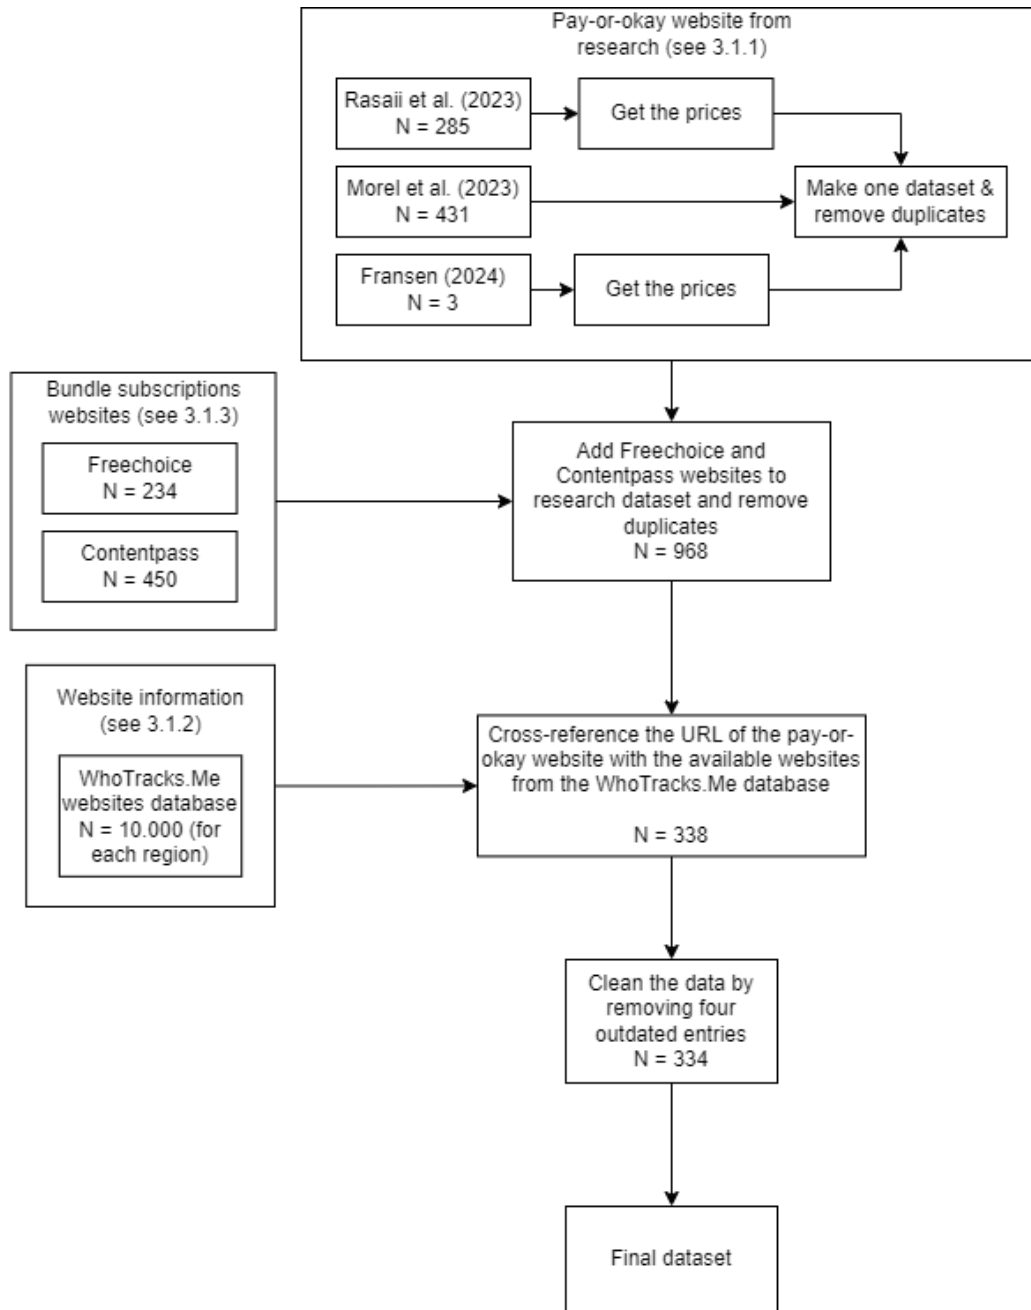 Pay-or-okay website from
research (see 3.1.1)
Rasaii et al. (2023)
N = 285
Get the prices
Morel et al. (2023)
N = 431
Make one dataset &
remove duplicates
Fransen (2024)
N = 3
Get the prices
Bundle subscriptions
websites (see 3.1.3)
Freechoice
N = 234
Contentpass
N = 450
Add Freechoice and
Contentpass websites to
research dataset and remove
duplicates
N = 968
Website information
(see 3.1.2)
WhoTracks.Me
websites database
N = 10.000 (for
each region)
Cross-reference the URL of the pay-or-
okay website with the available websites
from the WhoTracks.Me database
N = 338
Clean the data by
removing four
outdated entries
N = 334
Final dataset